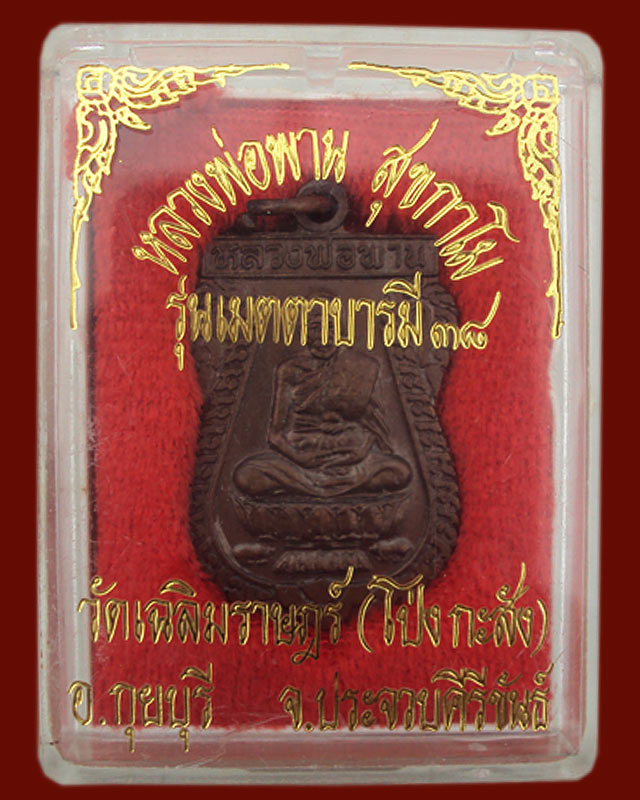 หลวงพ่อพาน สุขกาโม
หลวงพ่อพาน
รุ่นเมตตาบารมี ๓๘
วัดเฉลิมราษฎร์ (โป่งกะสัง)
อ.กุยบุรี จ.ประจวบคีรีขันธ์